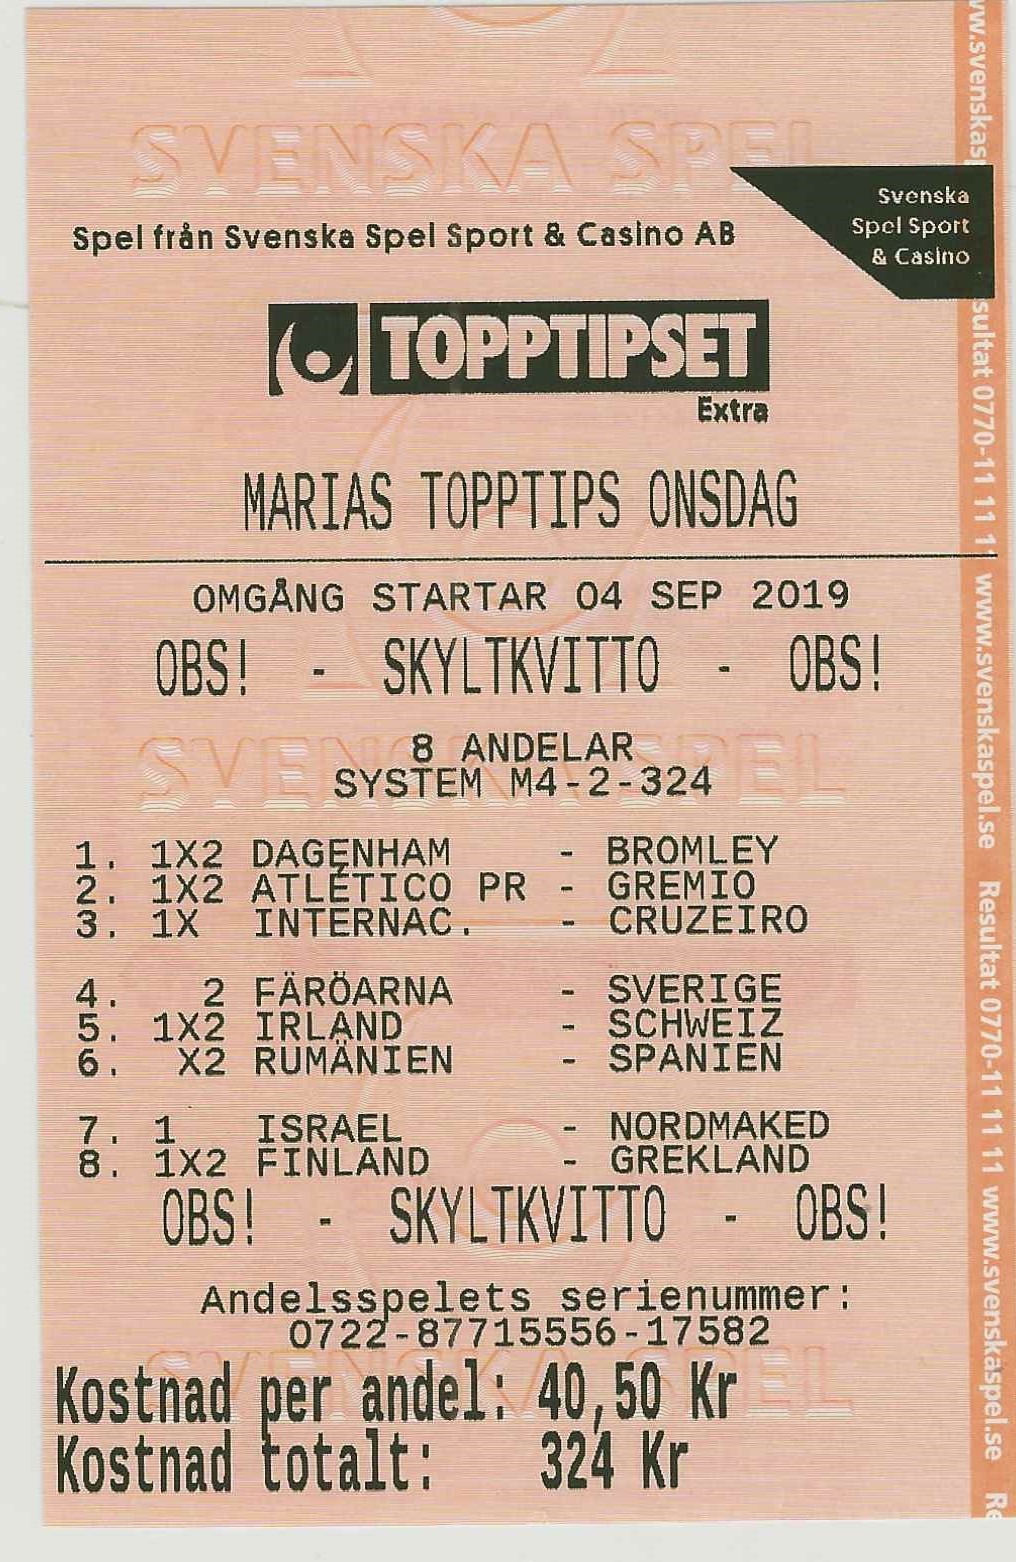 SVENSKA SPEL
Spel från Svenska Spel Sport & Casino AB
Svenska
Spel Sport
& Casino
TOPPTIPSET
Extra
MARIAS TOPPTIPS ONSDAG
OMGÅNG STARTAR 04 SEP 2019
OBS! - SKYLTKVITTO - OBS!
SVENSKA SPEL
8 ANDELAR
SYSTEM M4-2-324
1. 1X2 DAGENHAM - BROMLEY
2. 1X2 ATLÉTICO PR - GREMIO
3. 1X INTERNAC. - CRUZEIRO
4. 2 FÄRÖARNA - SVERIGE
5. 1X2 IRLAND - SCHWEIZ
6. X2 RUMÄNIEN - SPANIEN
7. 1 ISRAEL - NORDMAKED
8. 1X2 FINLAND - GREKLAND
OBS! - SKYLTKVITTO - OBS!
Andelsspelets serienummer:
0722-87715556-17582
SVENSKA SPEL
Kostnad per andel: 40,50 Kr
Kostnad totalt: 324 Kr
www.svenskaspel.se Resultat 0770-11 11 11 www.svenskaspel.se Resultat 0770-11 11 11 www.svenskaspel.se Re